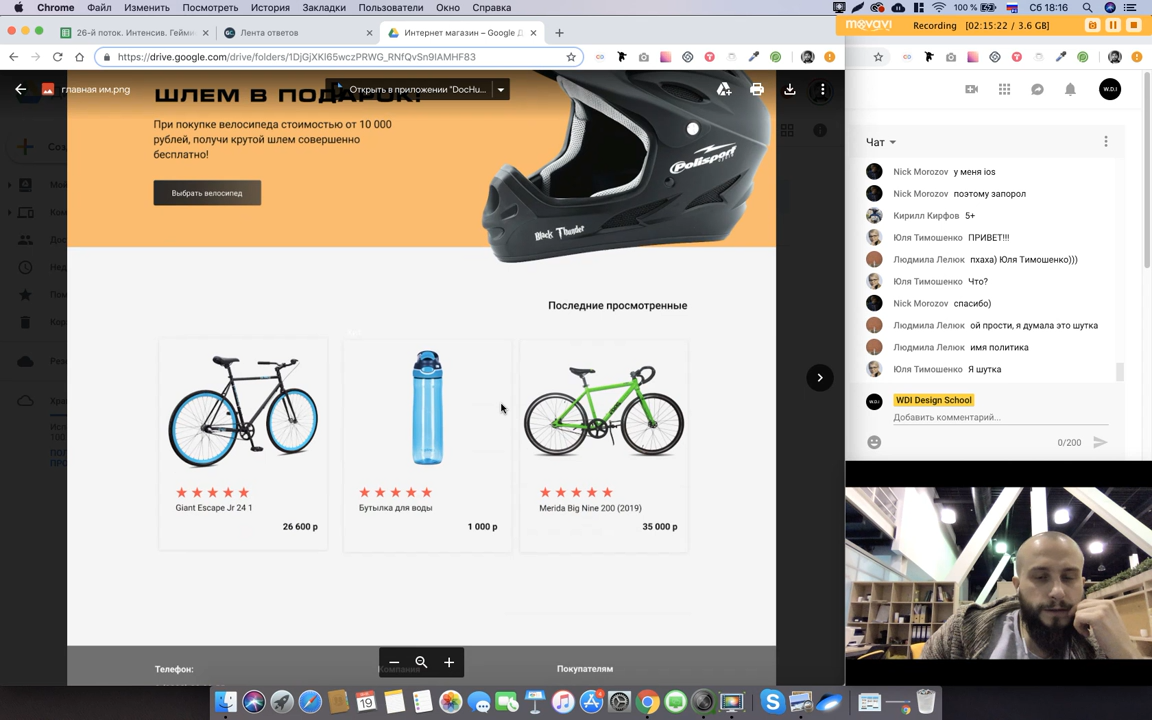 Chrome Файл Изменить Посмотреть История Закладки Пользователи Окно Справка
100 % Сб 18:16
26-й поток. Интенсив. Гейми
GC Лента ответов
Интернет магазин – Google Д
movavi Recording [02:15:22 / 3.6 GB]
https://drive.google.com/drive/folders/1DjGjXKI65wczPRWG_RNfQvSn9IAMHF83
главная им.png
Открыть в приложении "DocHu...
W.D.I
ШЛЕМ В ПОДАРОК!
При покупке велосипеда стоимостью от 10 000
рублей, получи крутой шлем совершенно
бесплатно!
Выбрать велосипед
Polisport
Black Thunder
Последние просмотренные
Giant Escape Jr 24 1
26 600 р
Бутылка для воды
1 000 р
Merida Big Nine 200 (2019)
35 000 р
Телефон:
Компания
Покупателям
Чат
Nick Morozov у меня ios
Nick Morozov поэтому запорол
Кирилл Кирфов 5+
Юля Тимошенко ПРИВЕТ!!!
Людмила Лелюк пхаха) Юля Тимошенко)))
Юля Тимошенко Что?
Nick Morozov спасибо)
Людмила Лелюк ой прости, я думала это шутка
Людмила Лелюк имя политика
Юля Тимошенко Я шутка
WDI Design School
Добавить комментарий...
0/200
19